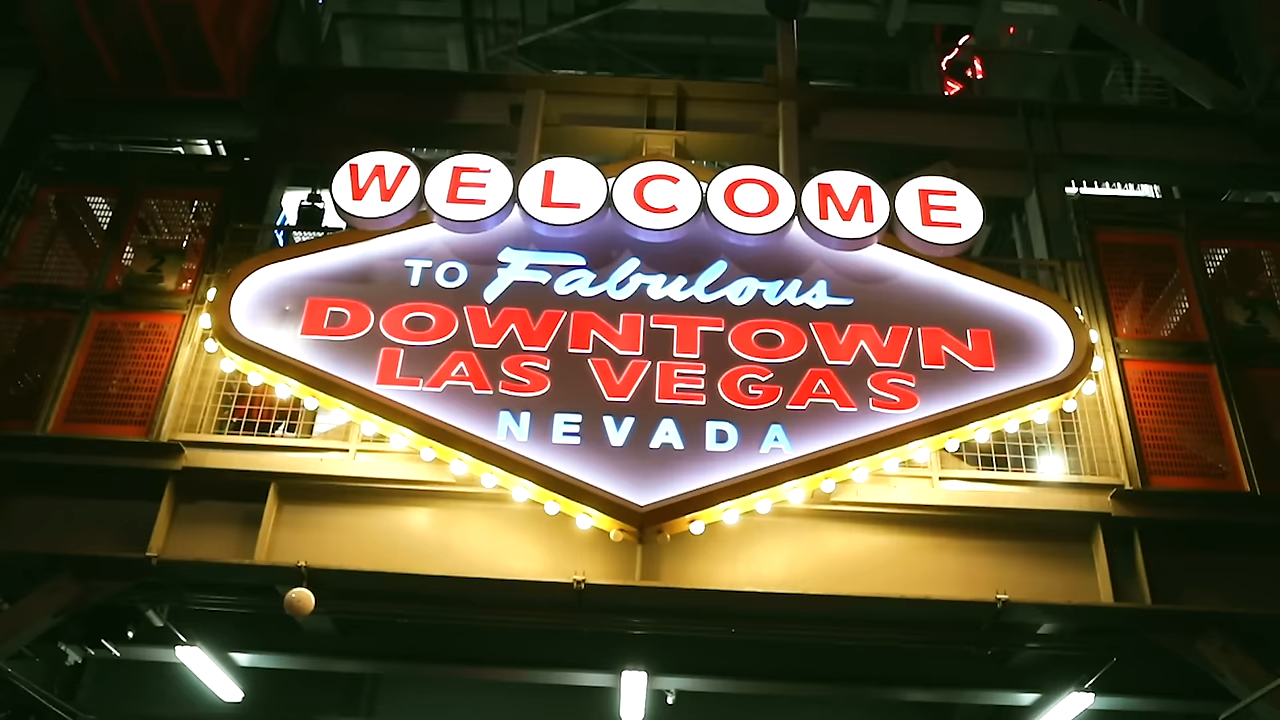 WELCOME
TO Fabulous
DOWNTOWN
LAS VEGAS
NEVADA